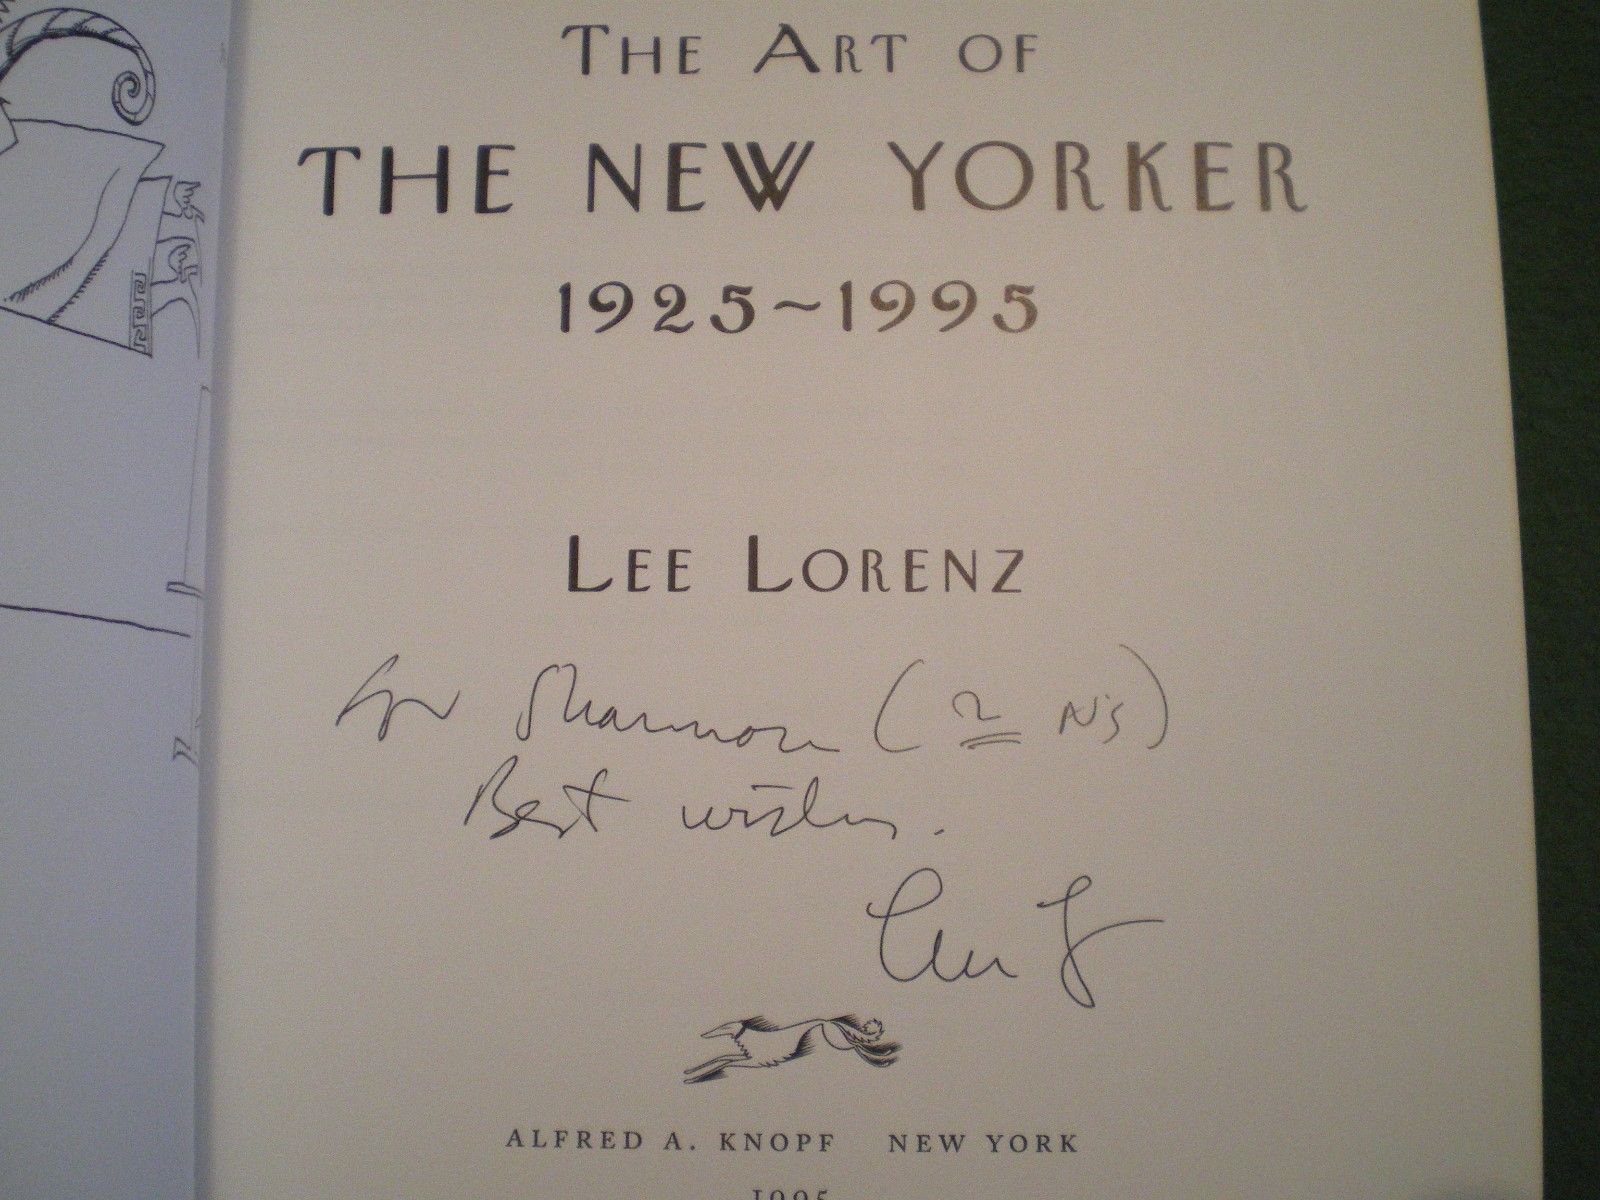 THE ART OF
THE NEW YORKER
1925~1995
LEE LORENZ
for Shannon (2 N's)
Best wishes.
ALFRED A. KNOPF NEW YORK
1995